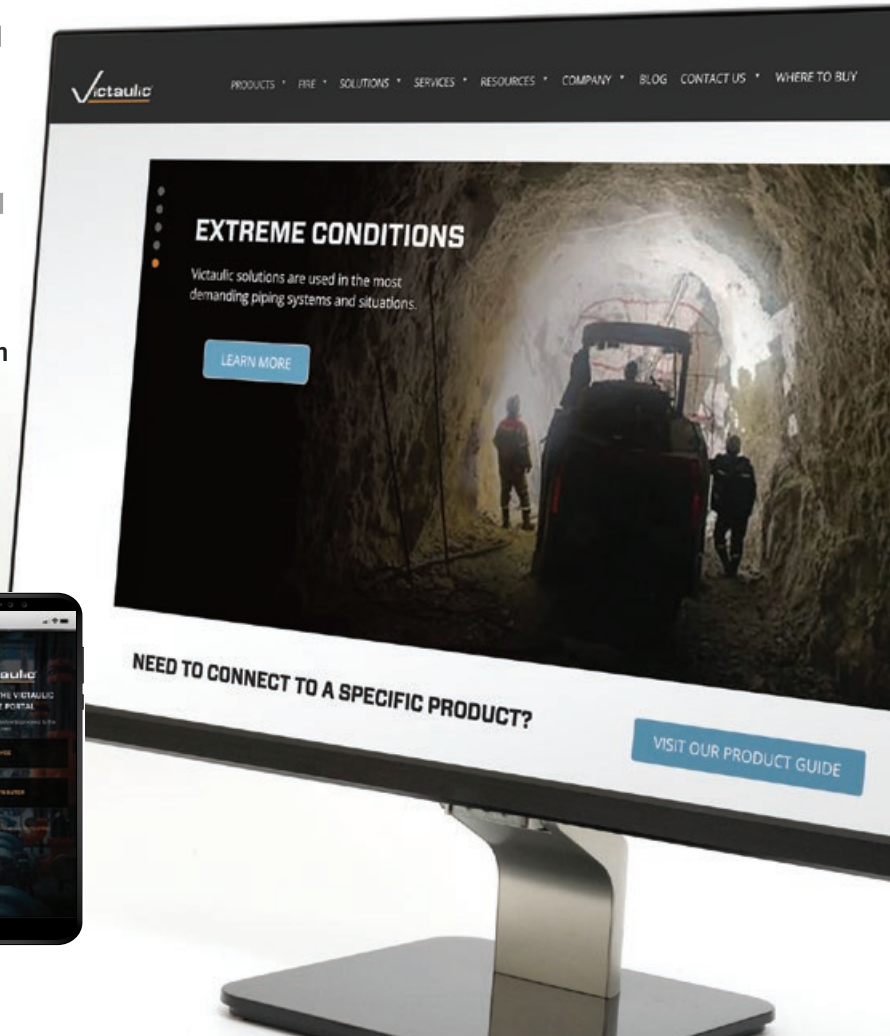 Victaulic
PRODUCTS FIRE SOLUTIONS SERVICES RESOURCES COMPANY BLOG CONTACT US WHERE TO BUY
EXTREME CONDITIONS
Victaulic solutions are used in the most
demanding piping systems and situations.
LEARN MORE
NEED TO CONNECT TO A SPECIFIC PRODUCT?
VISIT OUR PRODUCT GUIDE
aulic
HE VICTAULIC
PORTAL